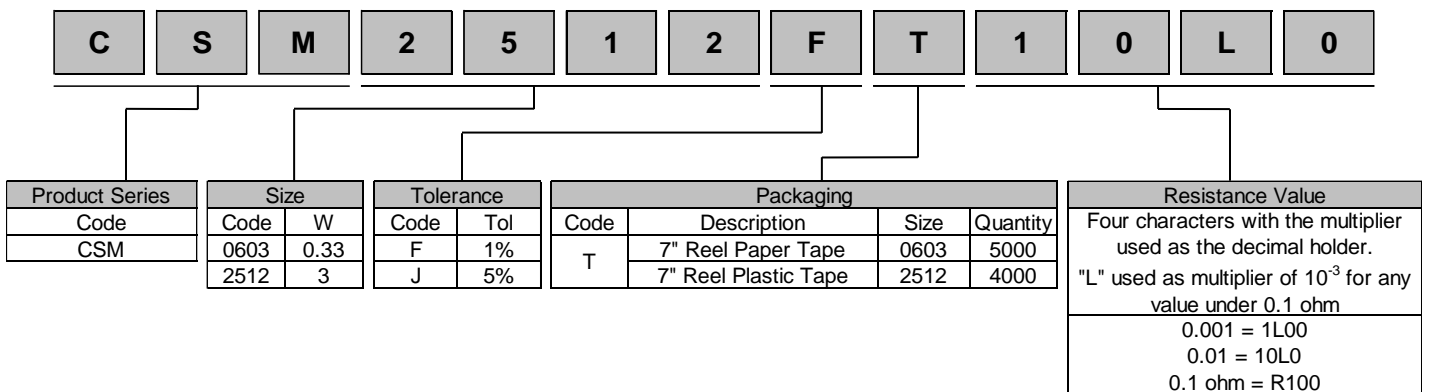 C S M 2 5 1 2 F T 1 0 L 0
Product Series
Code
CSM
Size
Code W
0603 0.33
2512 3
Tolerance
Code Tol
F 1%
J 5%
Packaging
Code Description Size Quantity
T
7" Reel Paper Tape 0603 5000
7" Reel Plastic Tape 2512 4000
Resistance Value
Four characters with the multiplier
used as the decimal holder.
"L" used as multiplier of 10⁻³ for any
value under 0.1 ohm
0.001 = 1L00
0.01 = 10L0
0.1 ohm = R100